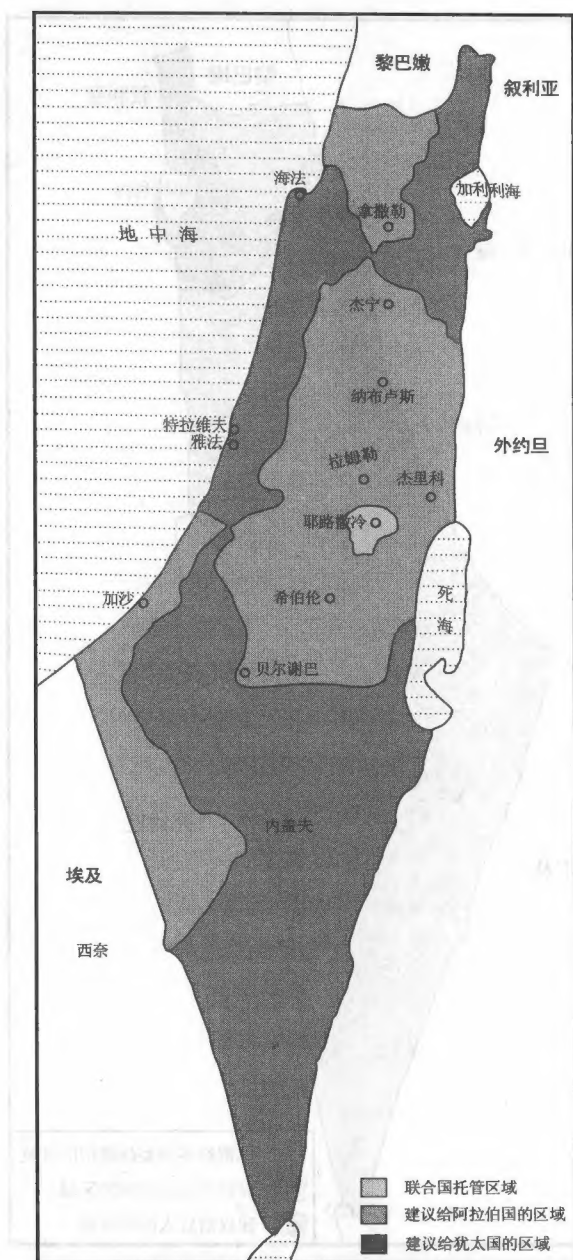 黎巴嫩
叙利亚
海法
加利利海
拿撒勒
地中海
杰宁
纳布卢斯
特拉维夫
雅法
外约旦
拉姆勒
杰里科
耶路撒冷
加沙
希伯伦
死
海
贝尔谢巴
内盖夫
埃及
西奈
联合国托管区域
建议给阿拉伯国的区域
建议给犹太国的区域